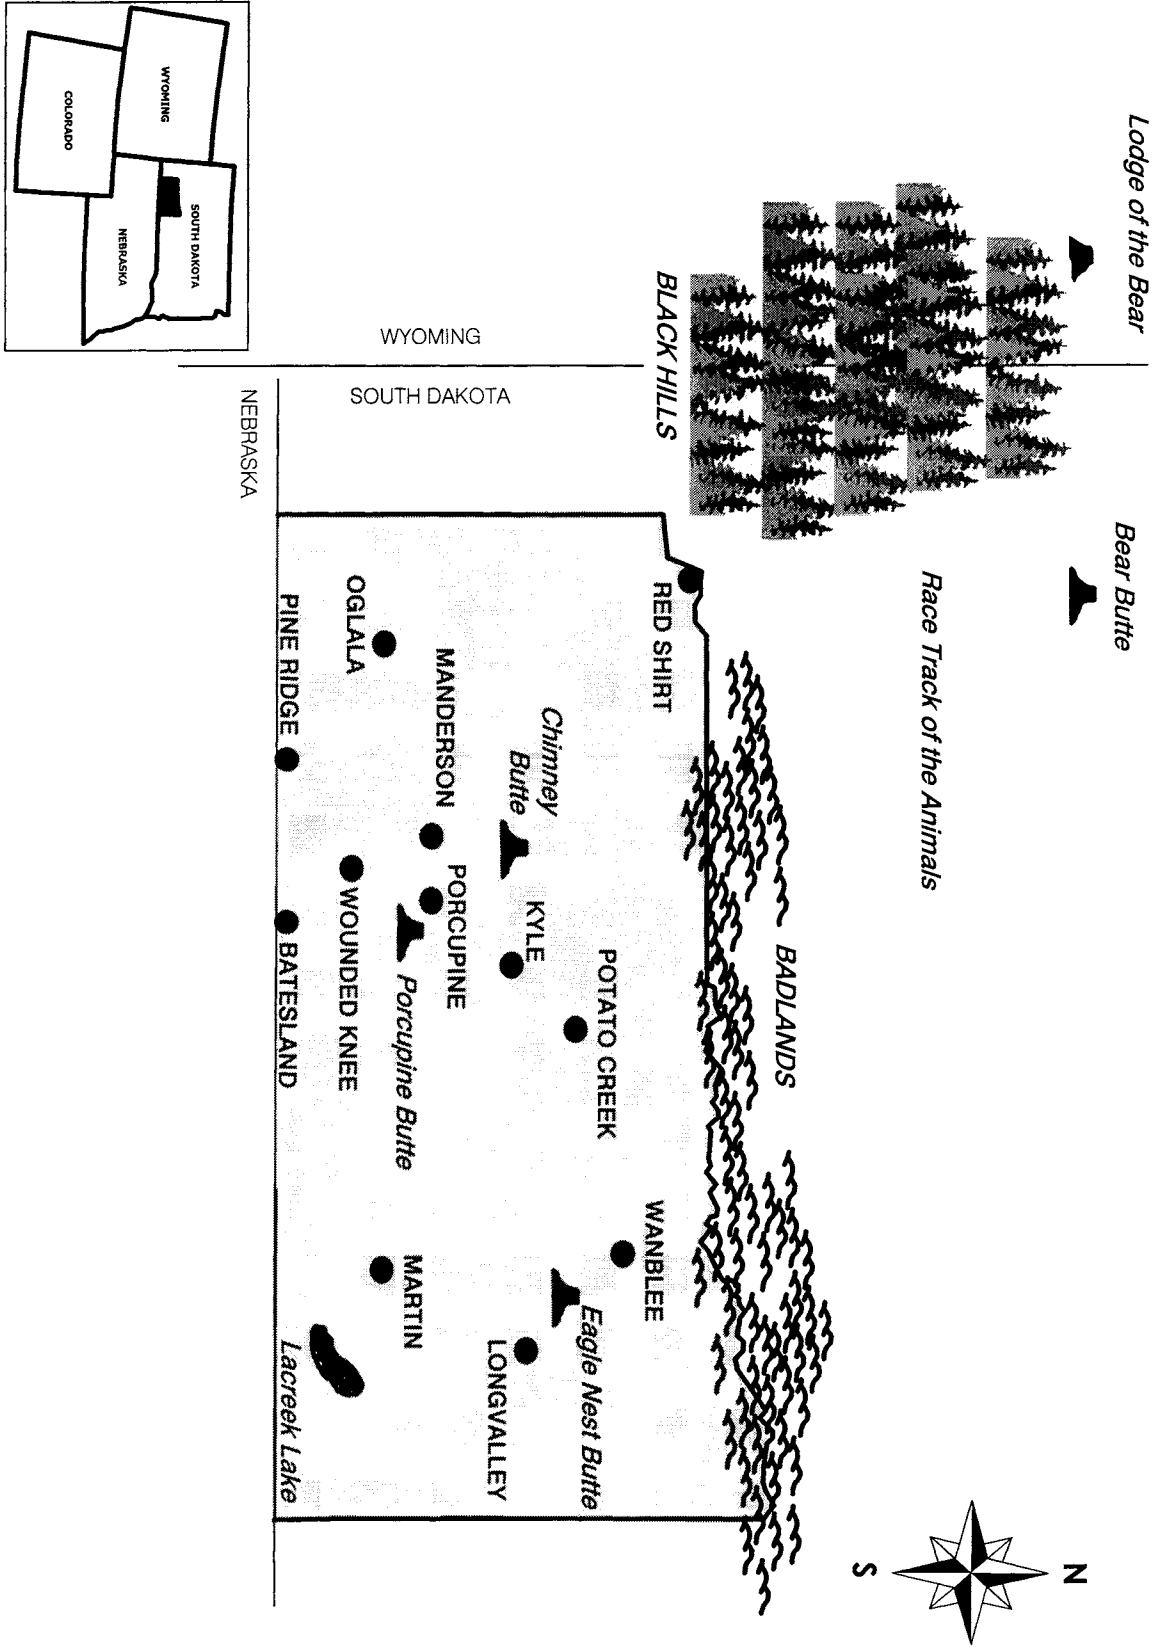 Lodge of the Bear
Bear Butte
N
S
Race Track of the Animals
BLACK HILLS
BADLANDS
WYOMING
SOUTH DAKOTA
NEBRASKA
RED SHIRT
WANBLEE
POTATO CREEK
Eagle Nest Butte
Chimney
Butte
KYLE
LONGVALLEY
MANDERSON
PORCUPINE
Porcupine Butte
MARTIN
OGLALA
WOUNDED KNEE
PINE RIDGE
BATESLAND
Lacreek Lake
WYOMING
SOUTH DAKOTA
COLORADO
NEBRASKA